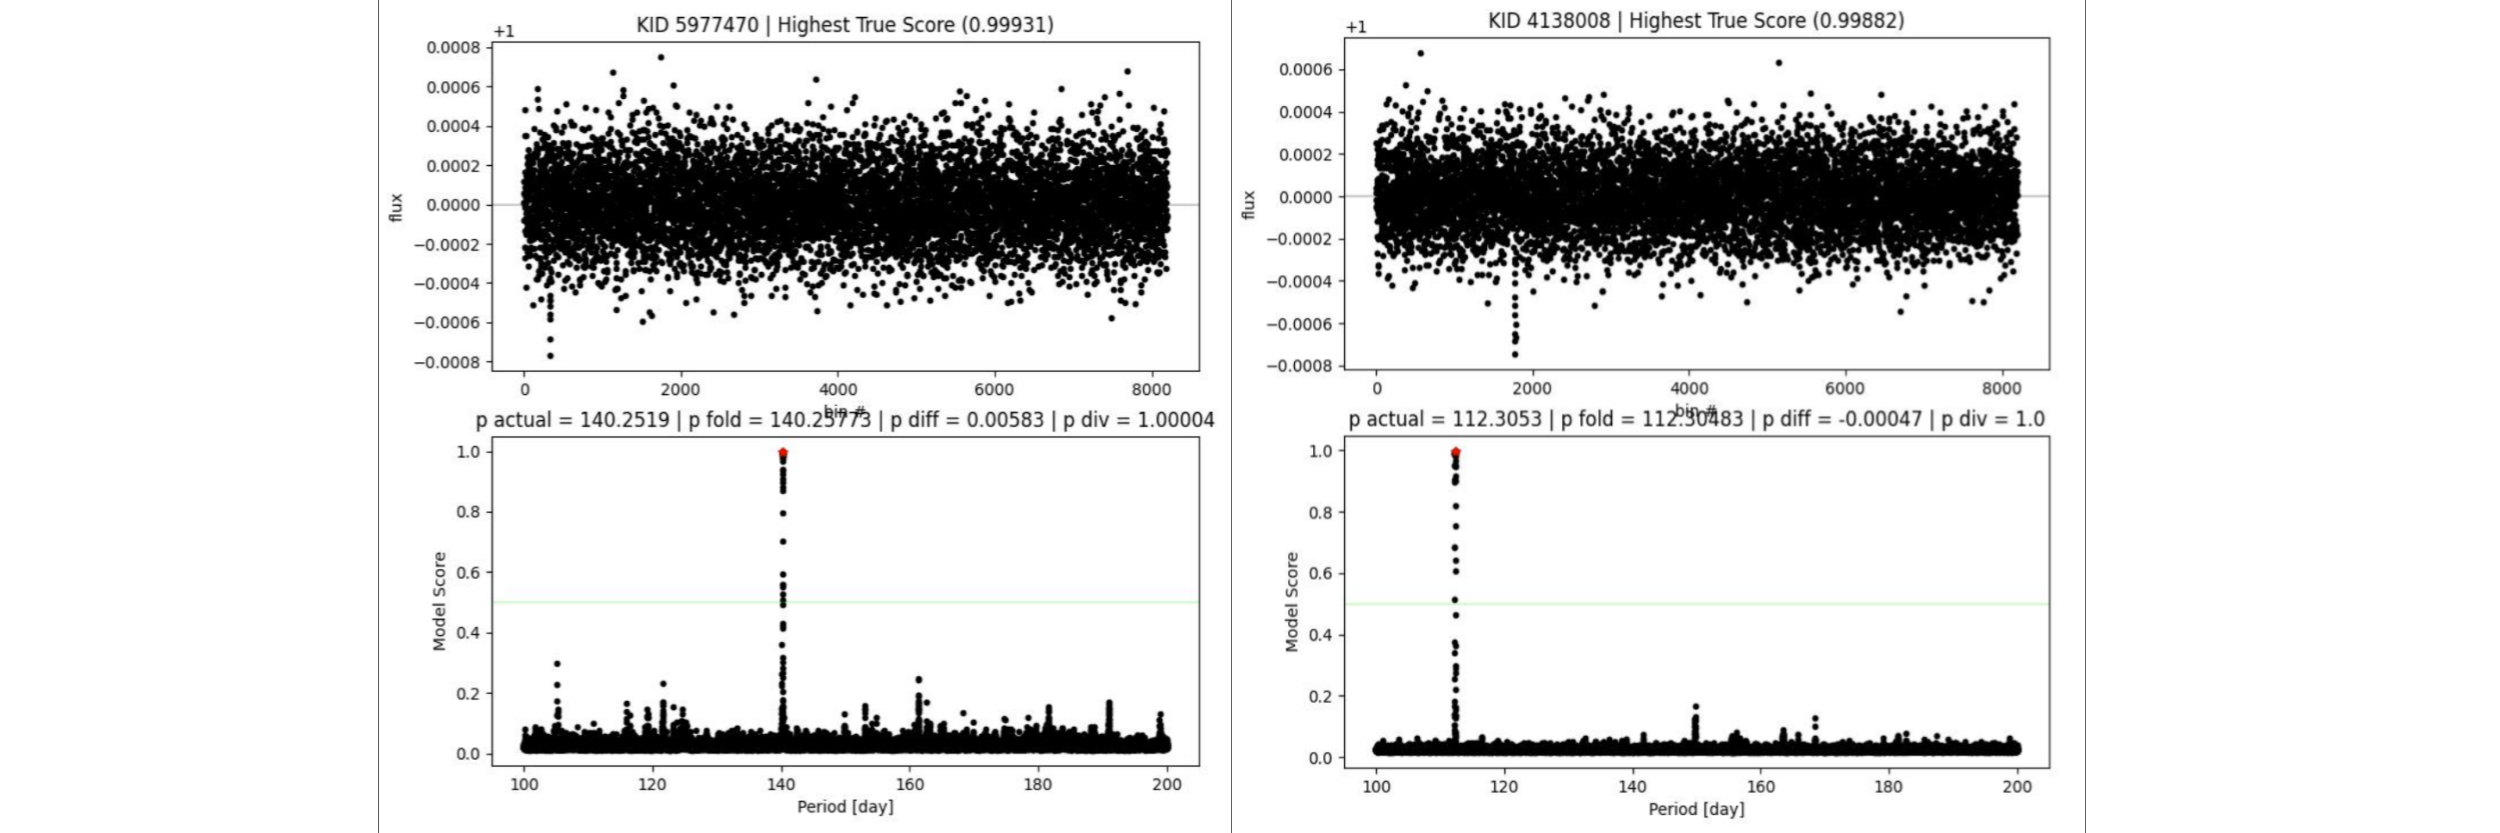 KID 5977470 | Highest True Score (0.99931)
+1
0.0008
0.0006
0.0004
0.0002
0.0000
−0.0002
−0.0004
−0.0006
−0.0008
flux
0 2000 4000 6000 8000
bin #
p actual = 140.2519 | p fold = 140.25773 | p diff = 0.00583 | p div = 1.00004
1.0
0.8
0.6
0.4
0.2
0.0
Model Score
100 120 140 160 180 200
Period [day]
KID 4138008 | Highest True Score (0.99882)
+1
0.0006
0.0004
0.0002
0.0000
−0.0002
−0.0004
−0.0006
−0.0008
flux
0 2000 4000 6000 8000
bin #
p actual = 112.3053 | p fold = 112.30483 | p diff = -0.00047 | p div = 1.0
1.0
0.8
0.6
0.4
0.2
0.0
Model Score
100 120 140 160 180 200
Period [day]